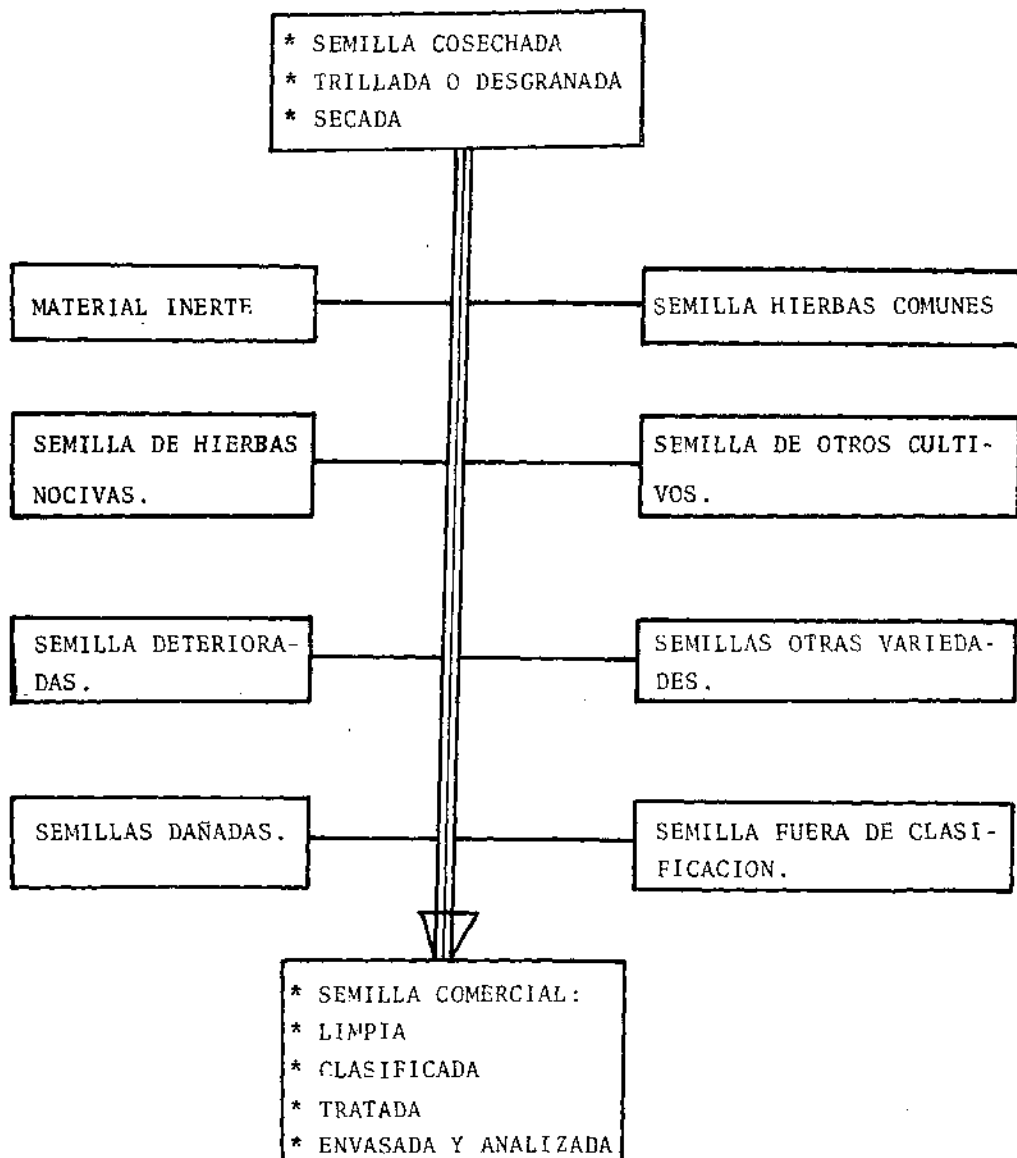 * SEMILLA COSECHADA
* TRILLADA O DESGRANADA
* SECADA
MATERIAL INERTE
SEMILLA HIERBAS COMUNES
SEMILLA DE HIERBAS
NOCIVAS.
SEMILLA DE OTROS CULTI-
VOS.
SEMILLA DETERIORA-
DAS.
SEMILLAS OTRAS VARIEDA-
DES.
SEMILLAS DAÑADAS.
SEMILLA FUERA DE CLASI-
FICACION.
* SEMILLA COMERCIAL:
* LIMPIA
* CLASIFICADA
* TRATADA
* ENVASADA Y ANALIZADA